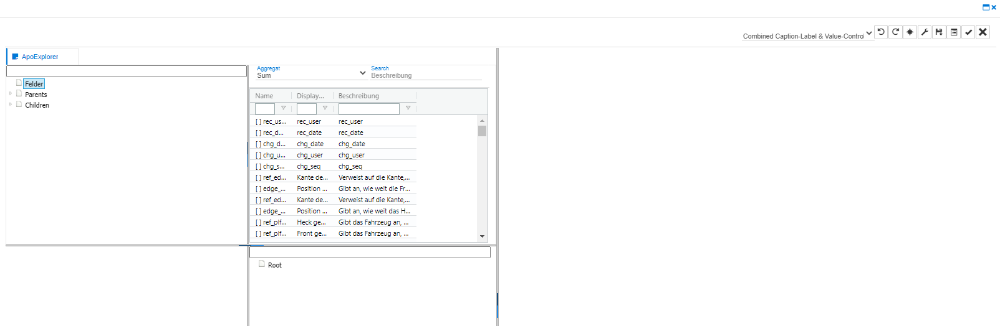 Combined Caption-Label & Value-Contro
ApoExplorer
Felder
Parents
Children
Aggregat
Sum
Search
Beschreibung
Name Display... Beschreibung
[ ] rec_us... rec_user rec_user
[ ] rec_d... rec_date rec_date
[ ] chg_d... chg_date chg_date
[ ] chg_u... chg_user chg_user
[ ] chg_s... chg_seq chg_seq
[ ] ref_ed... Kante de... Verweist auf die Kante,...
[ ] edge_... Position ... Gibt an, wie weit die Fr...
[ ] ref_ed... Kante de... Verweist auf die Kante,...
[ ] edge_... Position ... Gibt an, wie weit das H...
[ ] ref_plf... Heck ge... Gibt das Fahrzeug an, ...
[ ] ref_plf... Front ge... Gibt das Fahrzeug an, ...
Root